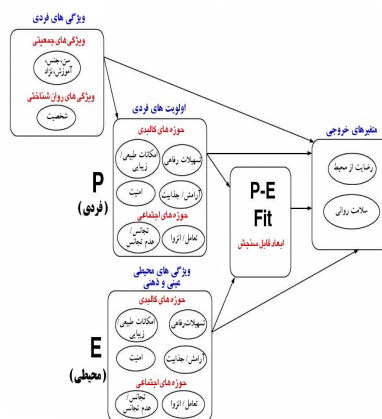 ویژگی های فردی
ویژگی های جمعیتی
سن، جنس،
آموزش، نژاد
ویژگی های روان شناختی
شخصیت
اولویت های فردی
حوزه های کالبدی
امکانات طبیعی/
زیبایی
تسهیلات رفاهی
امنیت
آرامش/ جذابیت
حوزه های اجتماعی
تجانس/
عدم تجانس
تعامل/ انزوا
P
(فردی)
P-E
Fit
ابعاد قابل سنجش
متغیرهای خروجی
رضایت از محیط
سلامت روانی
ویژگی های محیطی
عینی و ذهنی
حوزه های کالبدی
امکانات طبیعی/
زیبایی
تسهیلات رفاهی
امنیت
آرامش/ جذابیت
حوزه های اجتماعی
تجانس/
عدم تجانس
تعامل/ انزوا
E
(محیطی)